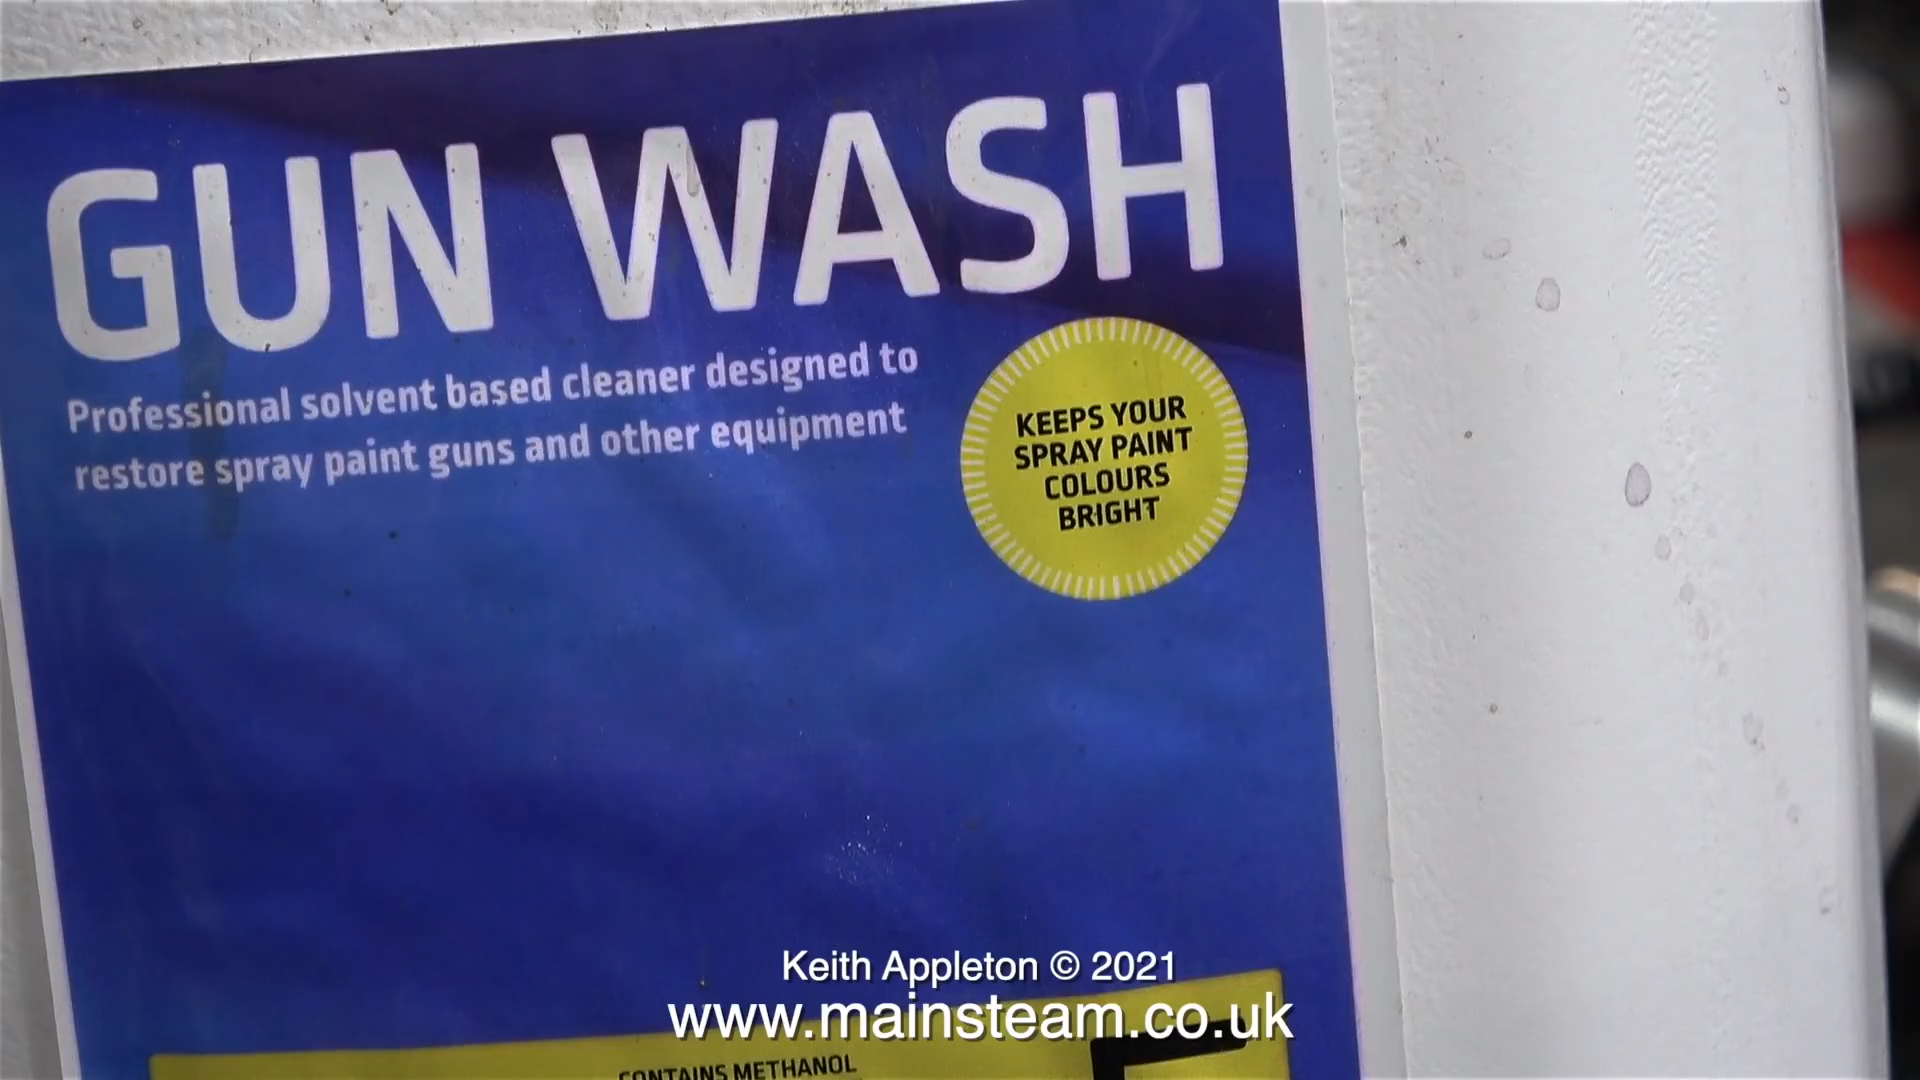 GUN WASH
Professional solvent based cleaner designed to
restore spray paint guns and other equipment
KEEPS YOUR
SPRAY PAINT
COLOURS
BRIGHT
Keith Appleton © 2021
www.mainsteam.co.uk
CONTAINS METHANOL